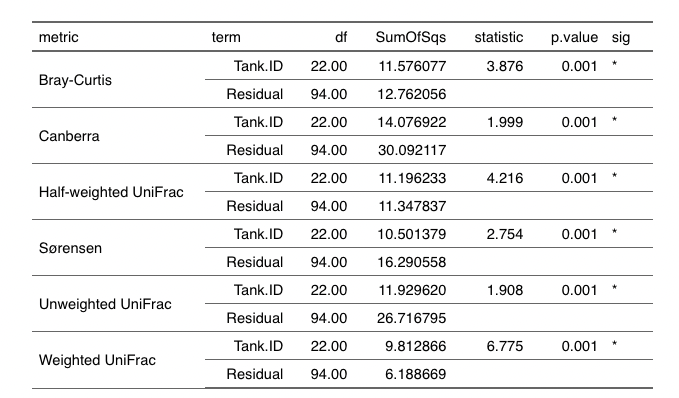 metric term df SumOfSqs statistic p.value sig
Bray-Curtis Tank.ID 22.00 11.576077 3.876 0.001 *
Residual 94.00 12.762056
Canberra Tank.ID 22.00 14.076922 1.999 0.001 *
Residual 94.00 30.092117
Half-weighted UniFrac Tank.ID 22.00 11.196233 4.216 0.001 *
Residual 94.00 11.347837
Sørensen Tank.ID 22.00 10.501379 2.754 0.001 *
Residual 94.00 16.290558
Unweighted UniFrac Tank.ID 22.00 11.929620 1.908 0.001 *
Residual 94.00 26.716795
Weighted UniFrac Tank.ID 22.00 9.812866 6.775 0.001 *
Residual 94.00 6.188669